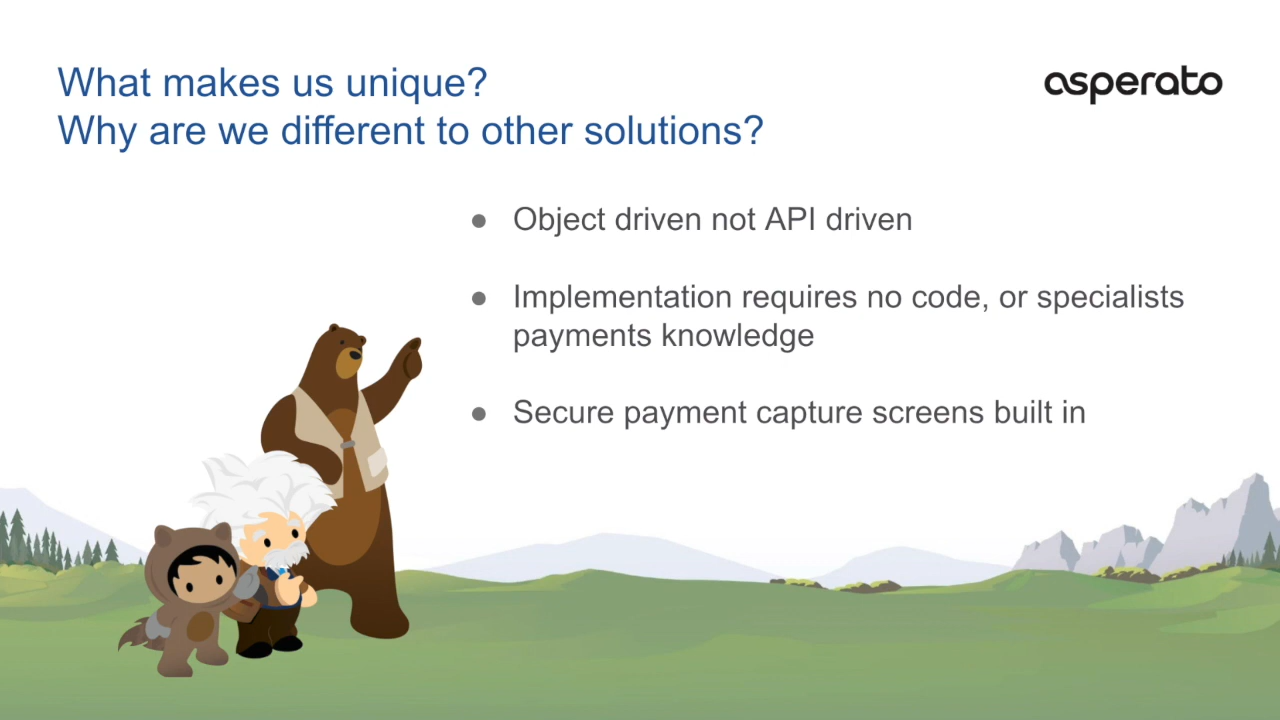 What makes us unique?
Why are we different to other solutions?
asperato
● Object driven not API driven
● Implementation requires no code, or specialists
payments knowledge
● Secure payment capture screens built in